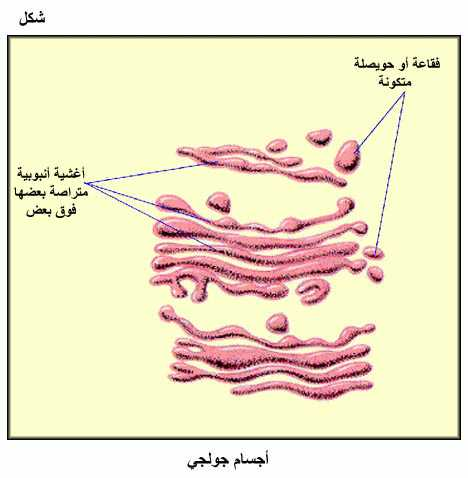 شكل
فقاعة أو حويصلة
متكونة
أغشية أنبوبية
متراصة بعضها
فوق بعض
أجسام جولجي